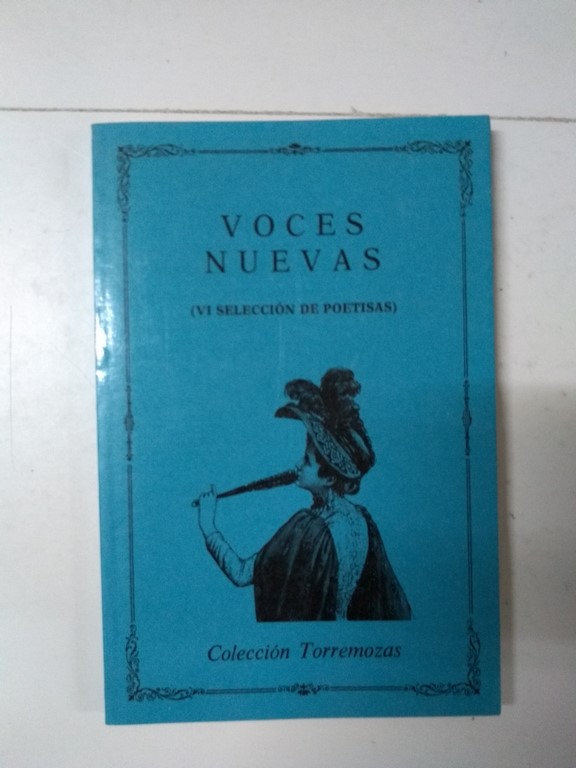 VOCES
NUEVAS
(VI SELECCIÓN DE POETISAS)
Colección Torremozas